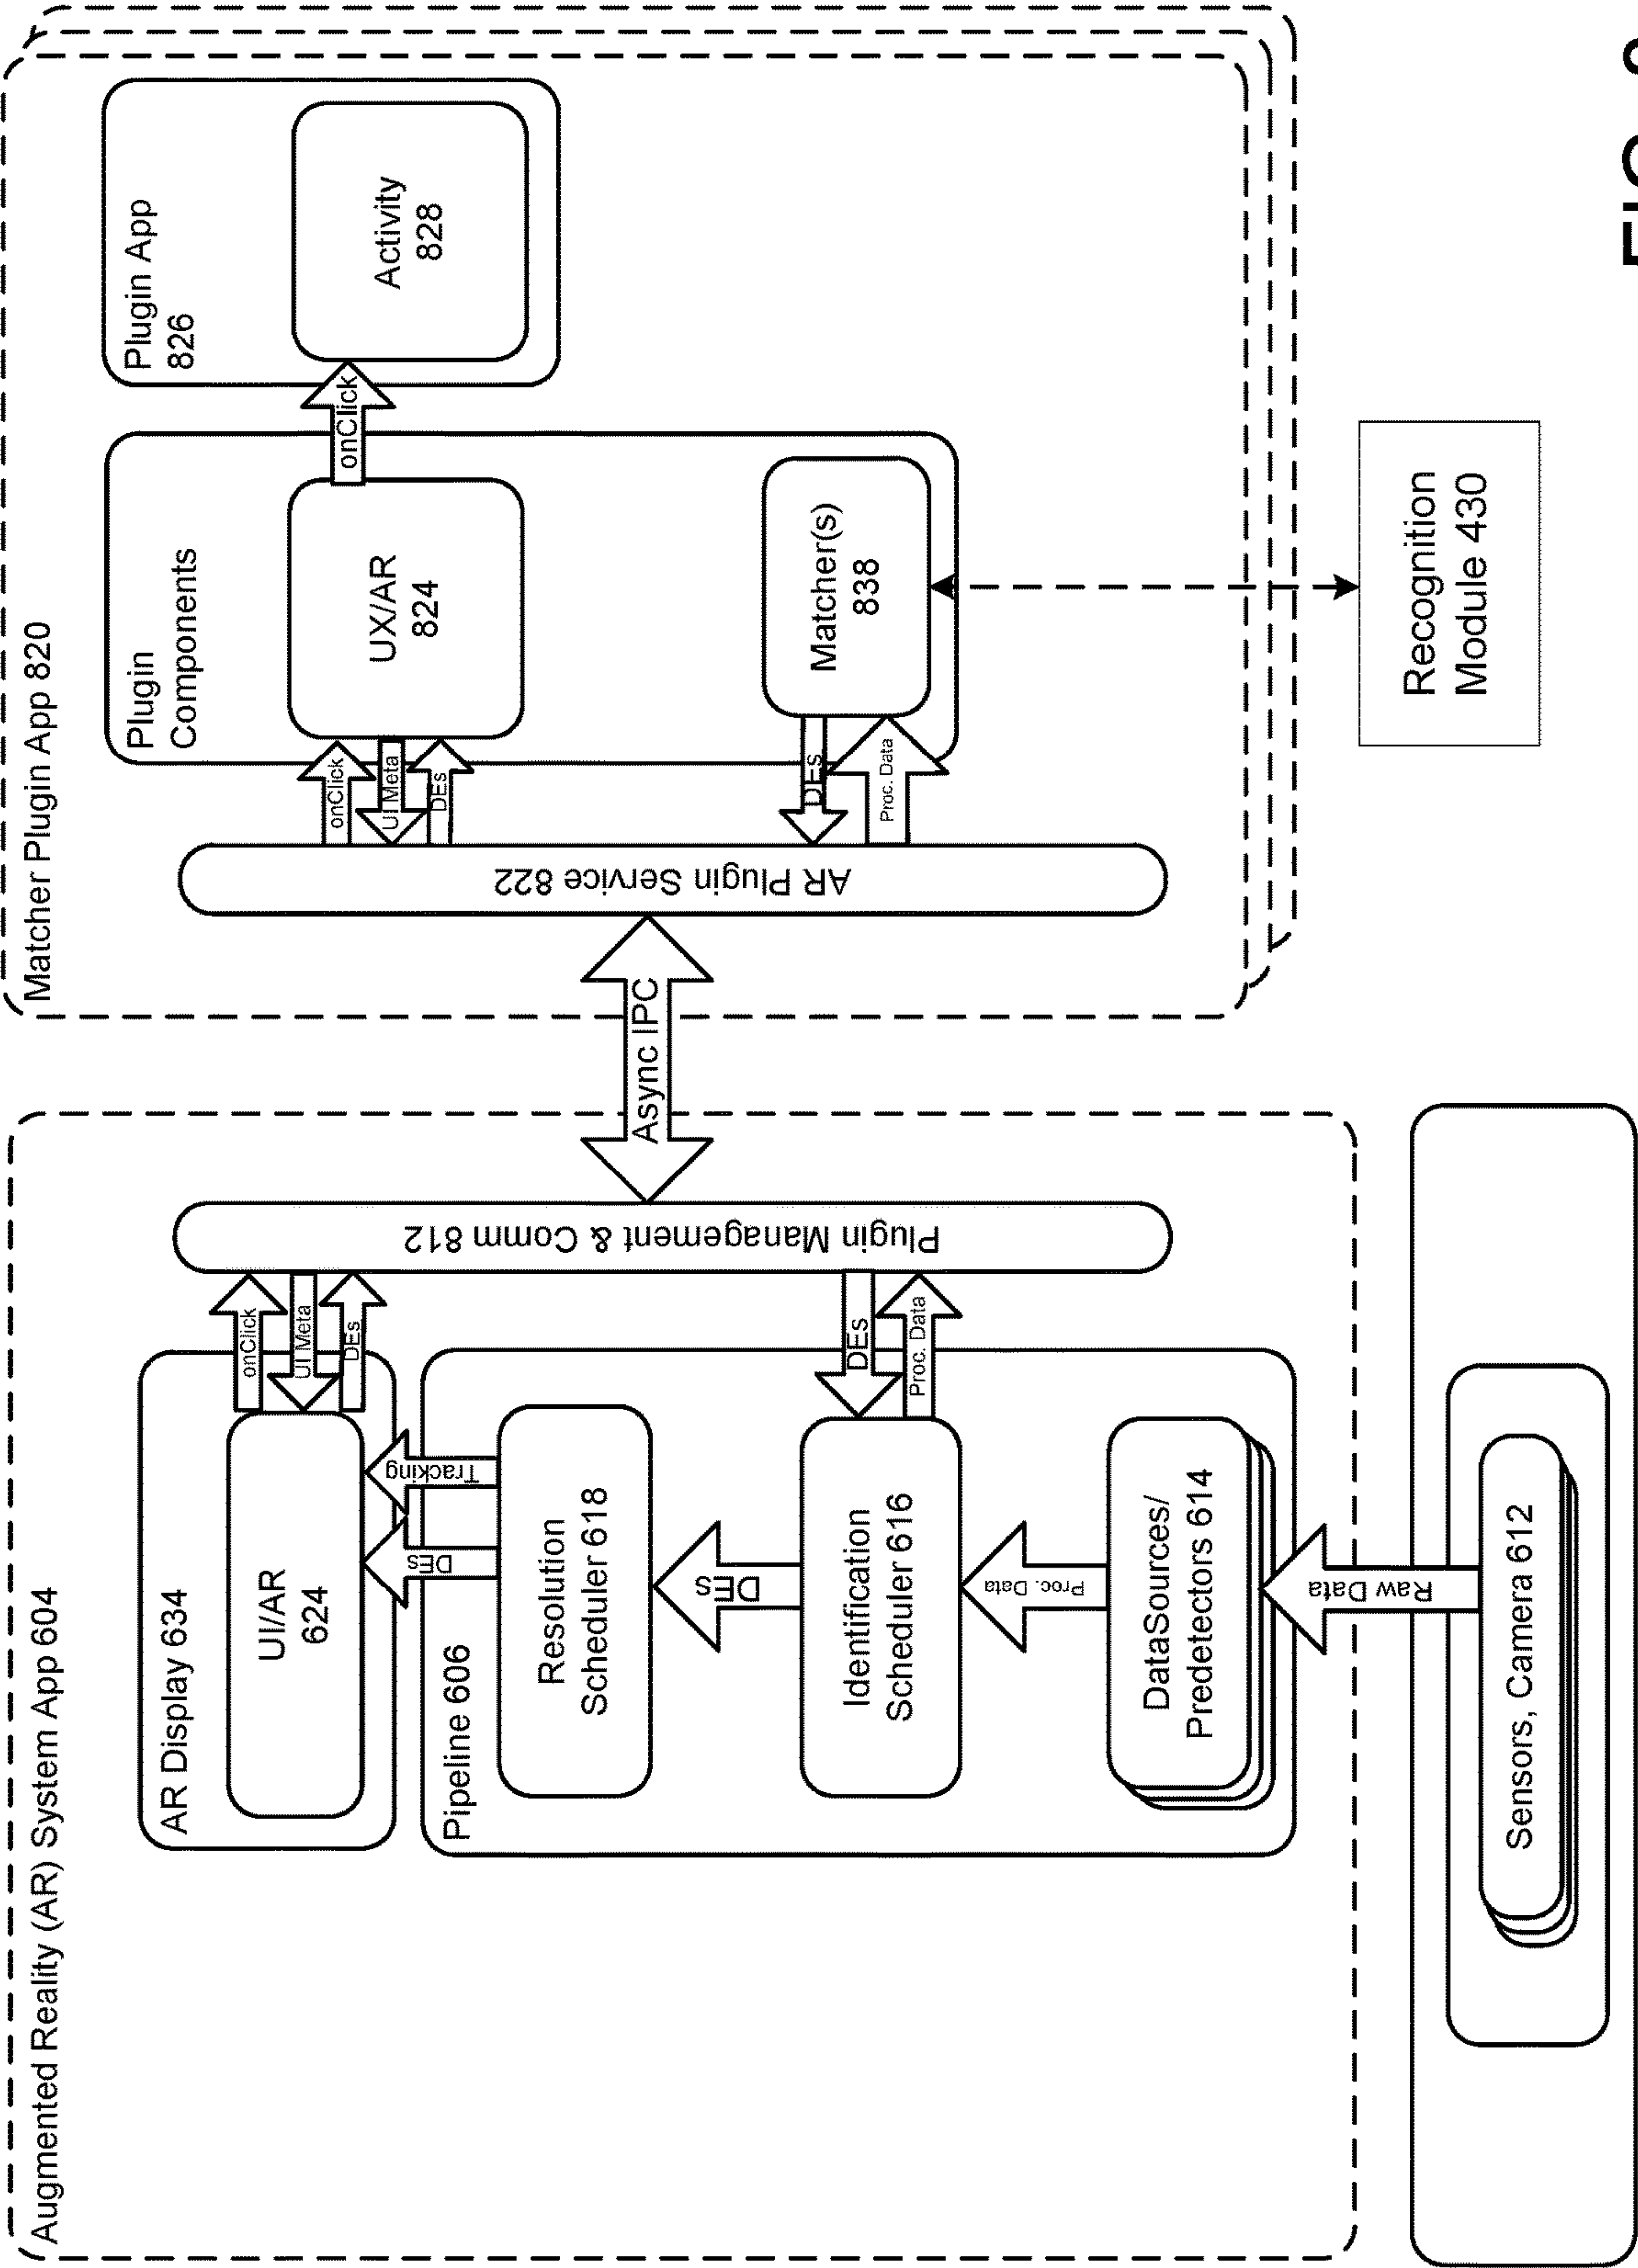 Augmented Reality (AR) System App 604
AR Display 634
UI/AR
624
onClick
UI Meta
DEs
DEs
Tracking
Pipeline 606
Resolution
Scheduler 618
DEs
Identification
Scheduler 616
DEs
Proc. Data
Proc. Data
DataSources/
Predetectors 614
Raw Data
Sensors, Camera 612
Plugin Management & Comm 812
Async IPC
Matcher Plugin App 820
AR Plugin Service 822
onClick
UI Meta
DEs
DEs
Proc. Data
Plugin
Components
UX/AR
824
Matcher(s)
838
onClick
Plugin App
826
Activity
828
Recognition
Module 430